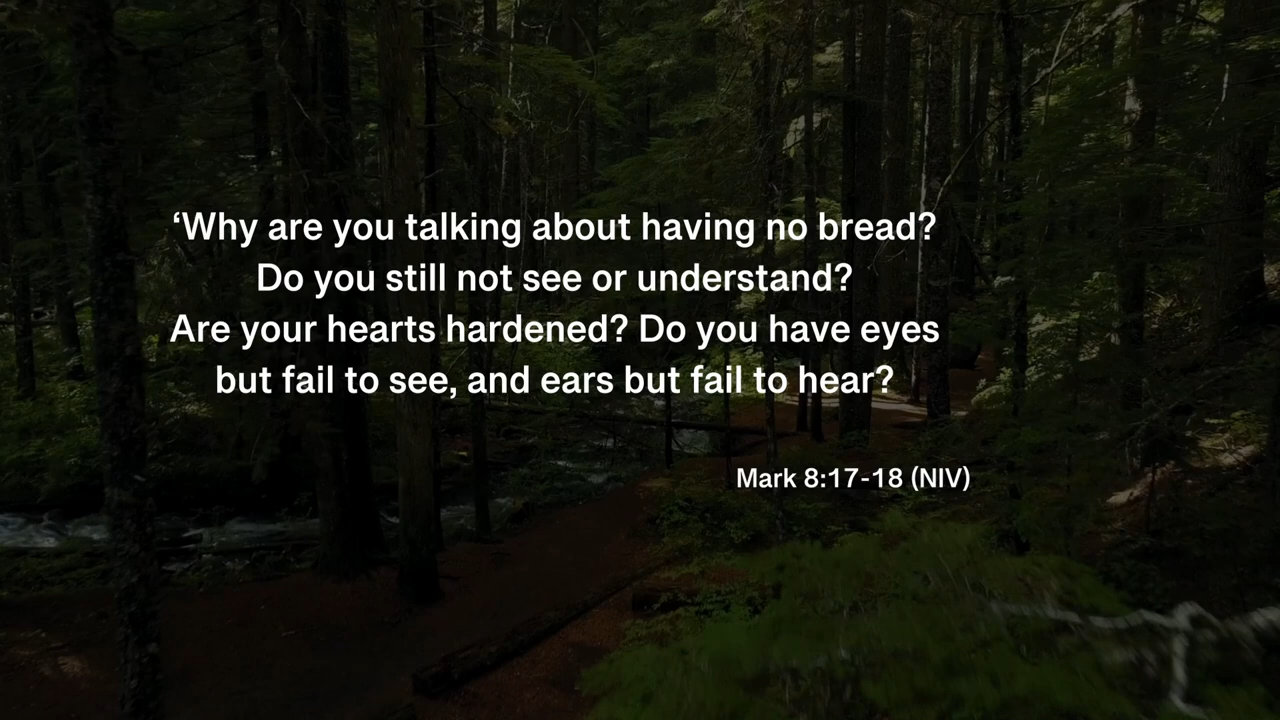 ‘Why are you talking about having no bread?
Do you still not see or understand?
Are your hearts hardened? Do you have eyes
but fail to see, and ears but fail to hear?
Mark 8:17-18 (NIV)